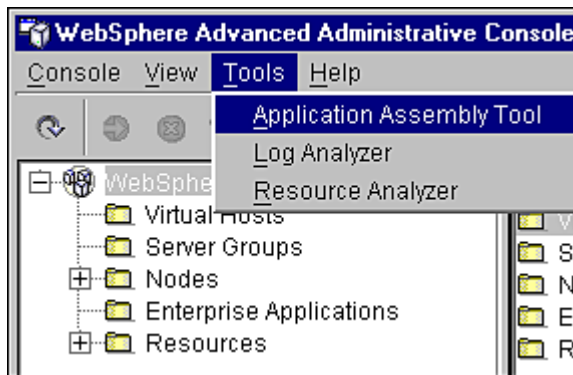 WebSphere Advanced Administrative Console
Console View Tools Help
Application Assembly Tool
Log Analyzer
Resource Analyzer
Virtual Hosts
Server Groups
Nodes
Enterprise Applications
Resources